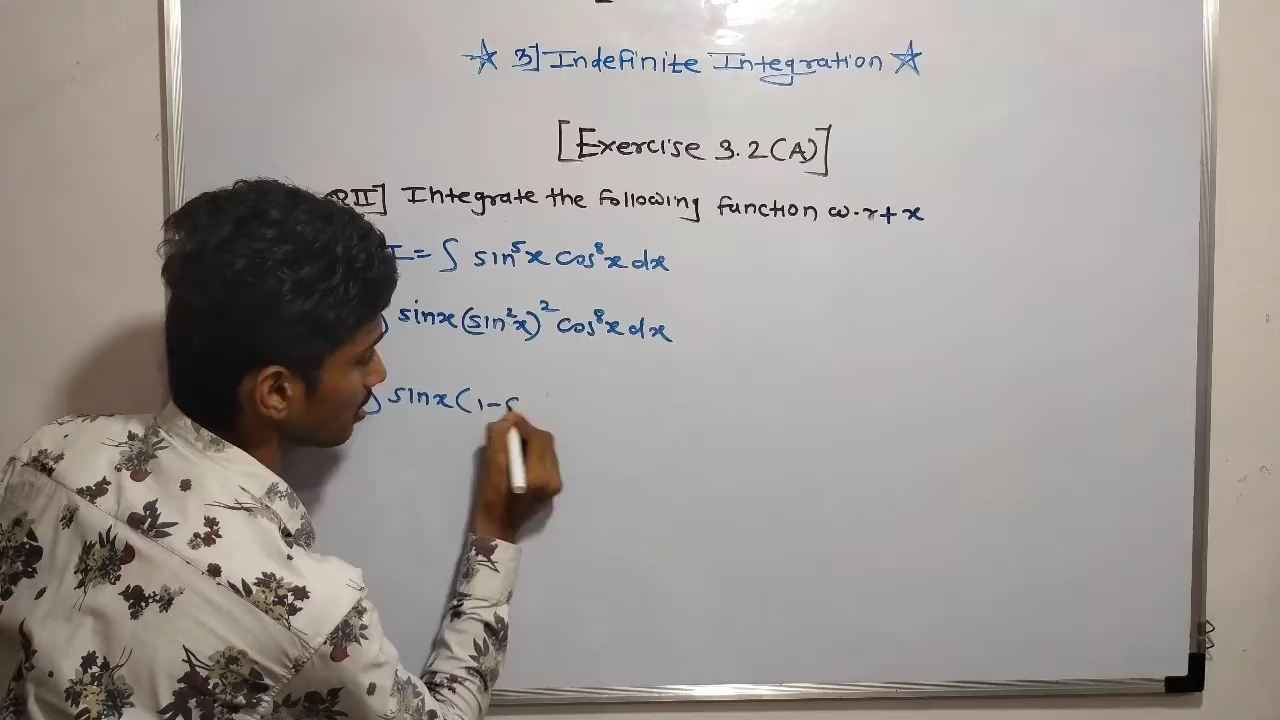 ☆ 3] Indefinite Integration ☆
[Exercise 3.2(A)]
QII] Integrate the following function w.r+ x
I = ∫ sin⁵x cos⁸x dx
∫ sinx(sin²x)² cos⁸x dx
∫ sinx(1-